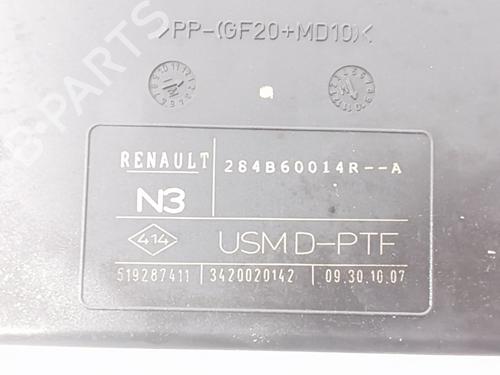 >PP-(GF20+MD10)<
RENAULT 284B60014R--A
N3
414 USM D-PTF
519287411 3420020142 09.30.10.07
B-PARTS